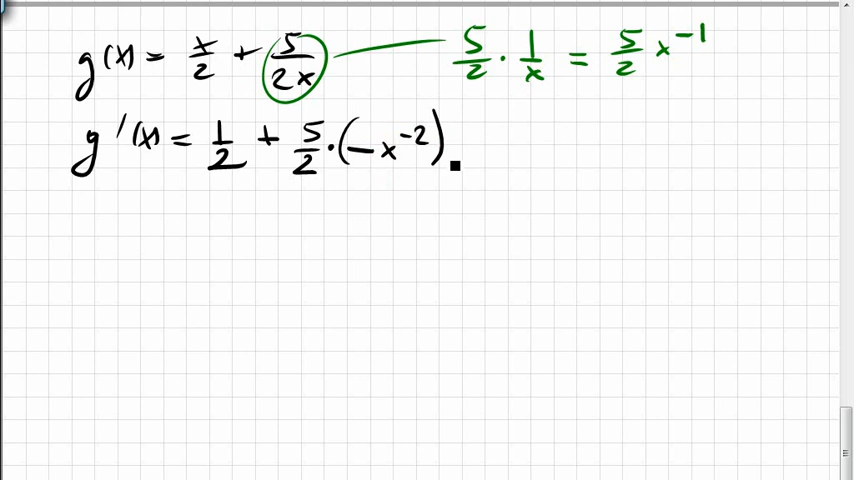 g(x) = x/2 + 5/2x — 5/2 · 1/x = 5/2 x⁻¹
g'(x) = 1/2 + 5/2 · (−x⁻²)